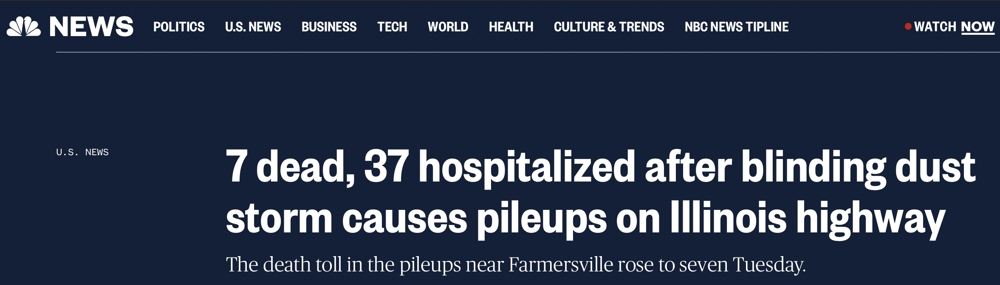 NEWS POLITICS U.S. NEWS BUSINESS TECH WORLD HEALTH CULTURE & TRENDS NBC NEWS TIPLINE WATCH NOW
U.S. NEWS
7 dead, 37 hospitalized after blinding dust
storm causes pileups on Illinois highway
The death toll in the pileups near Farmersville rose to seven Tuesday.